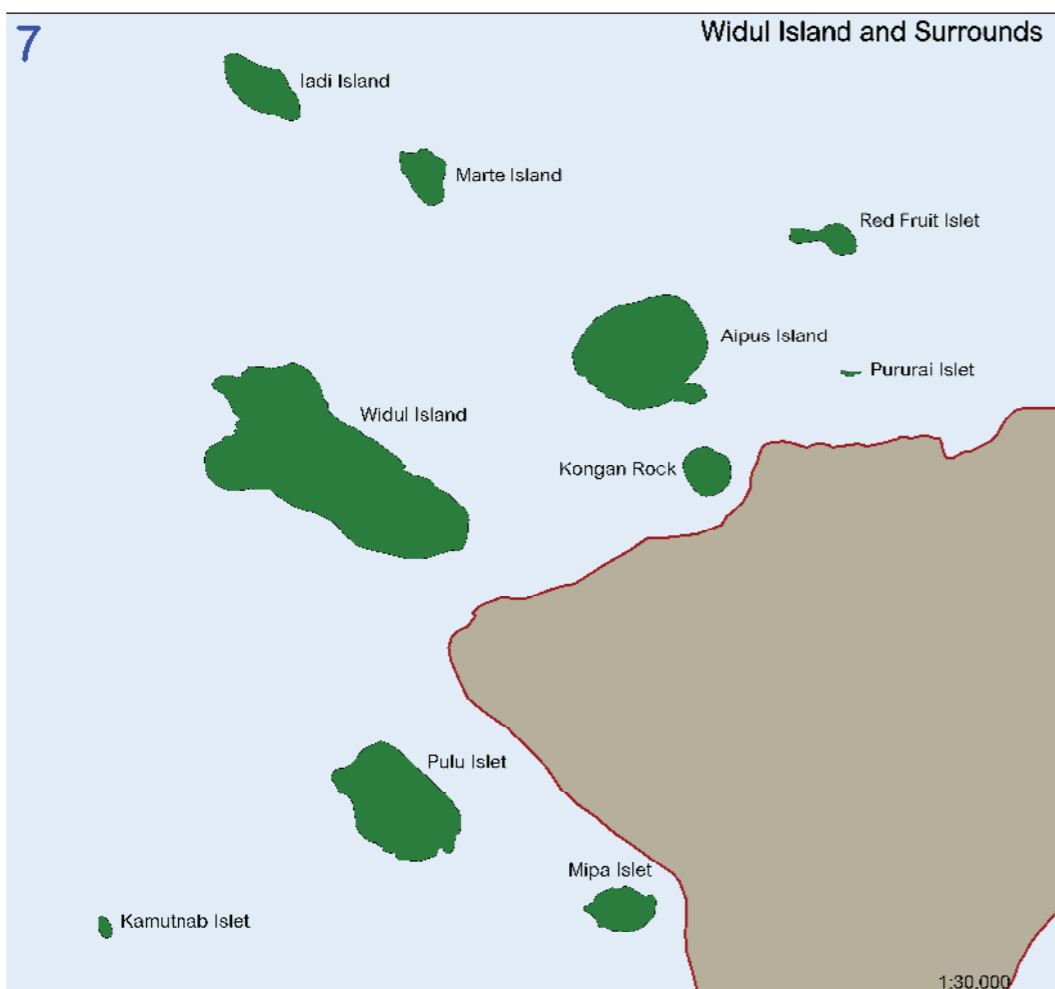 7
Widul Island and Surrounds
Iadi Island
Marte Island
Red Fruit Islet
Aipus Island
Pururai Islet
Widul Island
Kongan Rock
Pulu Islet
Mipa Islet
Kamutnab Islet
1:30,000